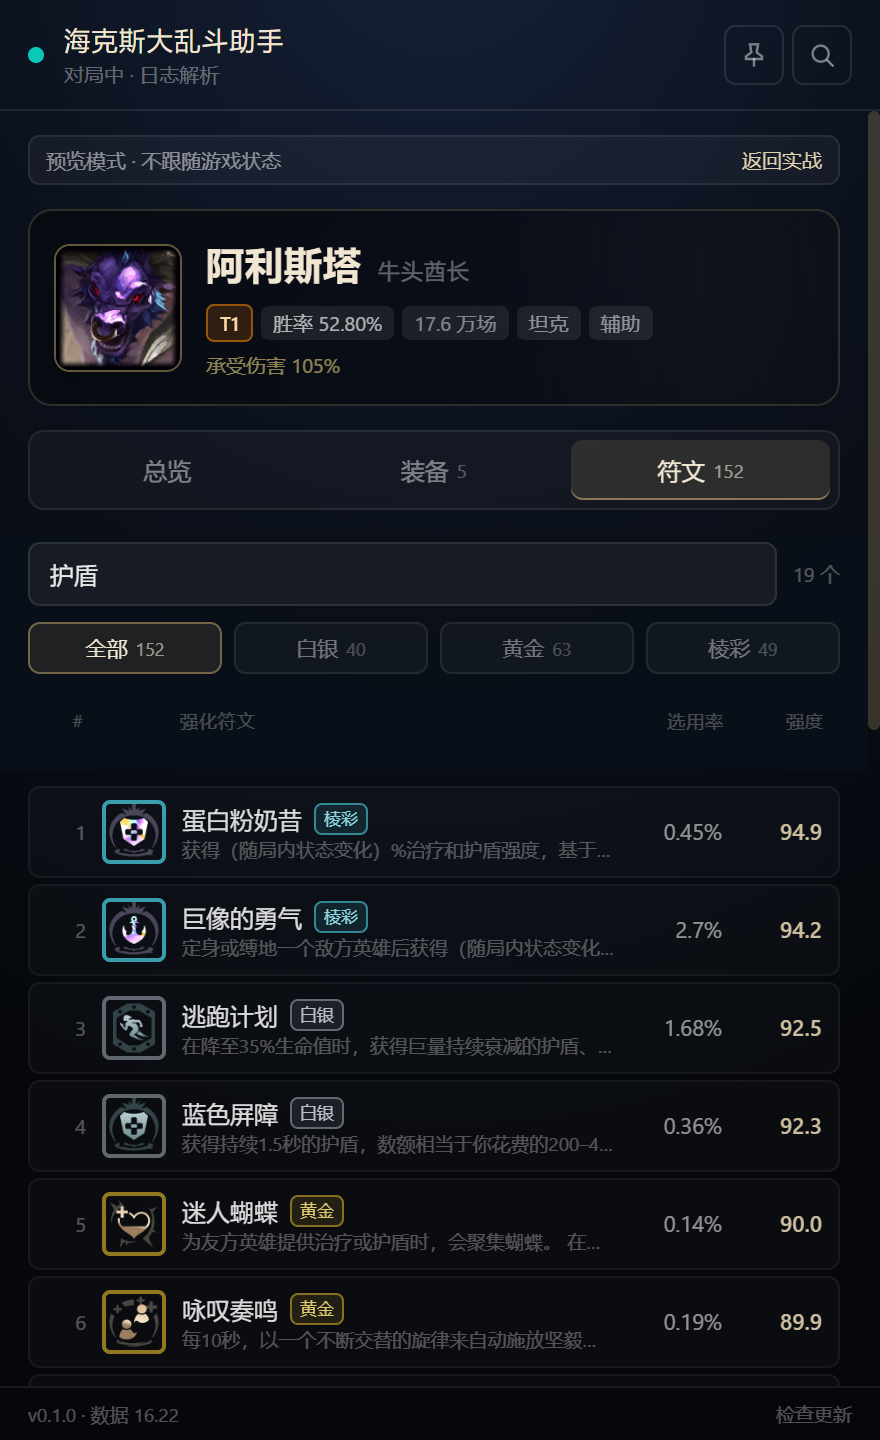 海克斯大乱斗助手
对局中 · 日志解析
预览模式 · 不跟随游戏状态 返回实战
阿利斯塔 牛头酋长
T1 胜率 52.80% 17.6 万场 坦克 辅助
承受伤害 105%
总览 装备 5 符文 152
护盾 19 个
全部 152 白银 40 黄金 63 棱彩 49
# 强化符文 选用率 强度
1 蛋白粉奶昔 棱彩 0.45% 94.9
获得（随局内状态变化）%治疗和护盾强度，基于...
2 巨像的勇气 棱彩 2.7% 94.2
定身或缚地一个敌方英雄后获得（随局内状态变化...
3 逃跑计划 白银 1.68% 92.5
在降至35%生命值时，获得巨量持续衰减的护盾、...
4 蓝色屏障 白银 0.36% 92.3
获得持续1.5秒的护盾，数额相当于你花费的200–4...
5 迷人蝴蝶 黄金 0.14% 90.0
为友方英雄提供治疗或护盾时，会聚集蝴蝶。 在...
6 咏叹奏鸣 黄金 0.19% 89.9
每10秒，以一个不断交替的旋律来自动施放坚毅...
v0.1.0 · 数据 16.22 检查更新